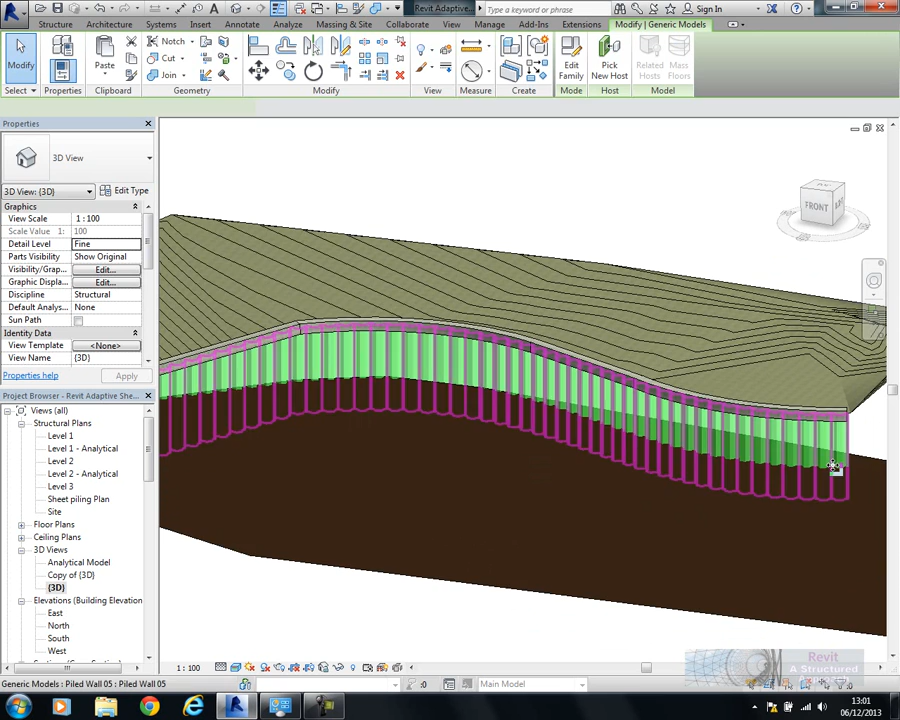 Revit Adaptive...
Type a keyword or phrase
Sign In
Structure
Architecture
Systems
Insert
Annotate
Analyze
Massing & Site
Collaborate
View
Manage
Add-Ins
Extensions
Modify | Generic Models
Modify
Paste
Notch
Cut
Join
Edit Family
Pick New Host
Related Hosts
Mass Floors
Select
Properties
Clipboard
Geometry
Modify
View
Measure
Create
Mode
Host
Model
Properties
3D View
3D View: {3D}
Edit Type
Graphics
View Scale 1 : 100
Scale Value 1: 100
Detail Level Fine
Parts Visibility Show Original
Visibility/Grap... Edit...
Graphic Displa... Edit...
Discipline Structural
Default Analys... None
Sun Path
Identity Data
View Template <None>
View Name {3D}
Properties help
Apply
Project Browser - Revit Adaptive Shee...
Views (all)
Structural Plans
Level 1
Level 1 - Analytical
Level 2
Level 2 - Analytical
Level 3
Sheet piling Plan
Site
Floor Plans
Ceiling Plans
3D Views
Analytical Model
Copy of {3D}
{3D}
Elevations (Building Elevation
East
North
South
West
FRONT
1 : 100
Revit
A Structured
Generic Models : Piled Wall 05 : Piled Wall 05
:0
Main Model
:0
13:01
06/12/2013